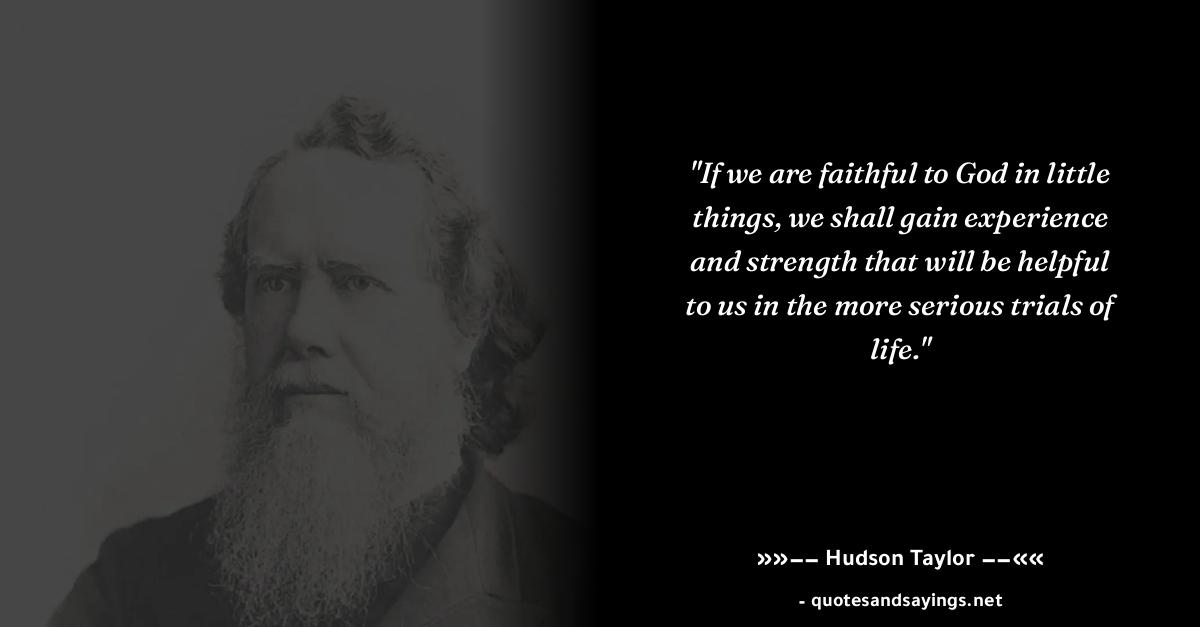 "If we are faithful to God in little
things, we shall gain experience
and strength that will be helpful
to us in the more serious trials of
life."
»»−− Hudson Taylor −−««
- quotesandsayings.net